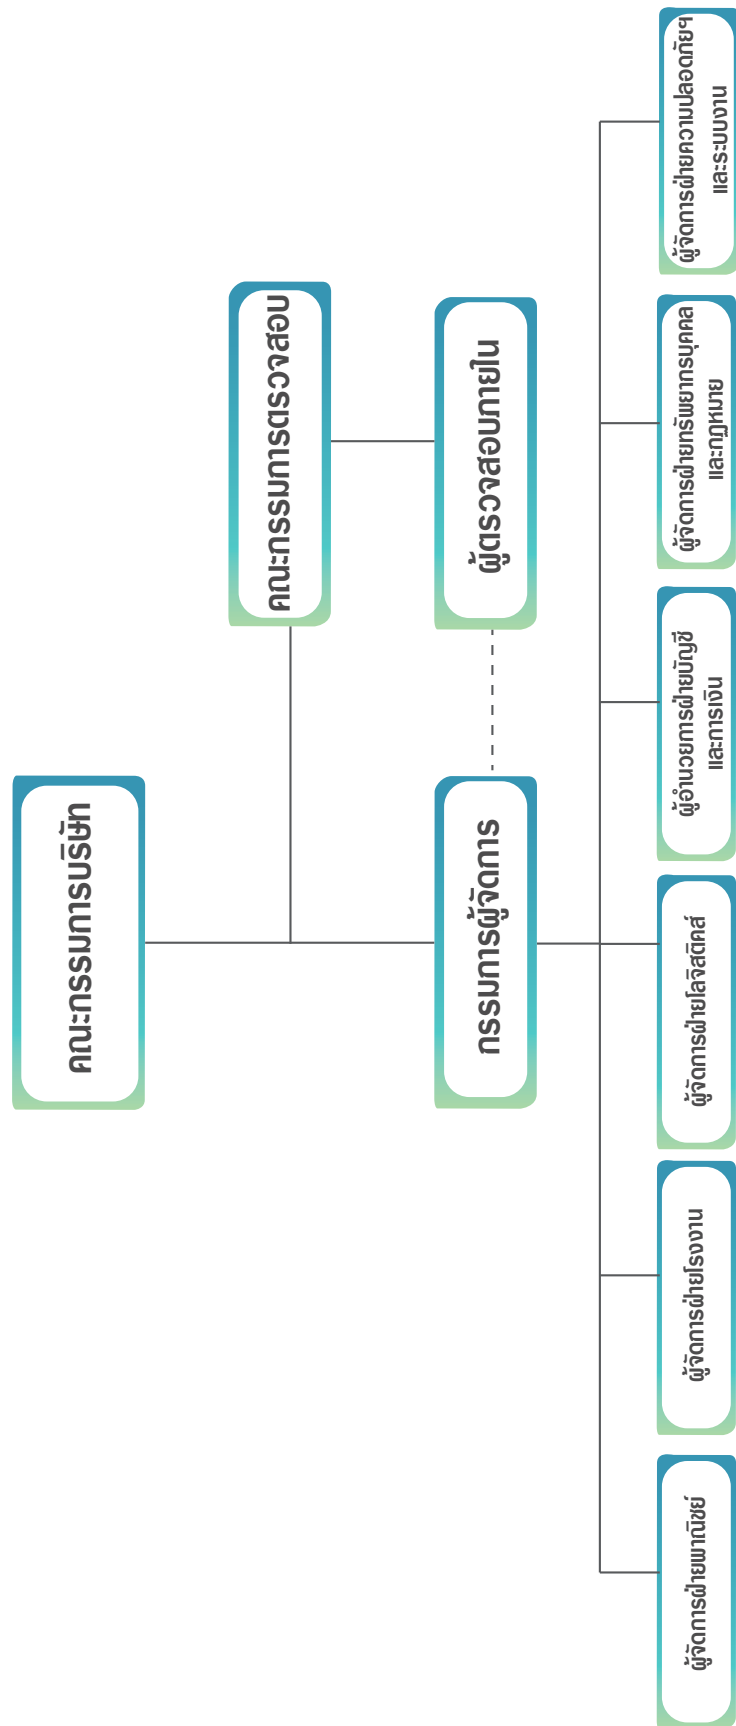 คณะกรรมการบริษัท
คณะกรรมการตรวจสอบ
กรรมการผู้จัดการ
ผู้ตรวจสอบภายใน
ผู้จัดการฝ่ายพาณิชย์
ผู้จัดการฝ่ายโรงงาน
ผู้จัดการฝ่ายโลจิสติคส์
ผู้อำนวยการฝ่ายบัญชี
และการเงิน
ผู้จัดการฝ่ายทรัพยากรบุคคล
และกฎหมาย
ผู้จัดการฝ่ายความปลอดภัยฯ
และระบบงาน